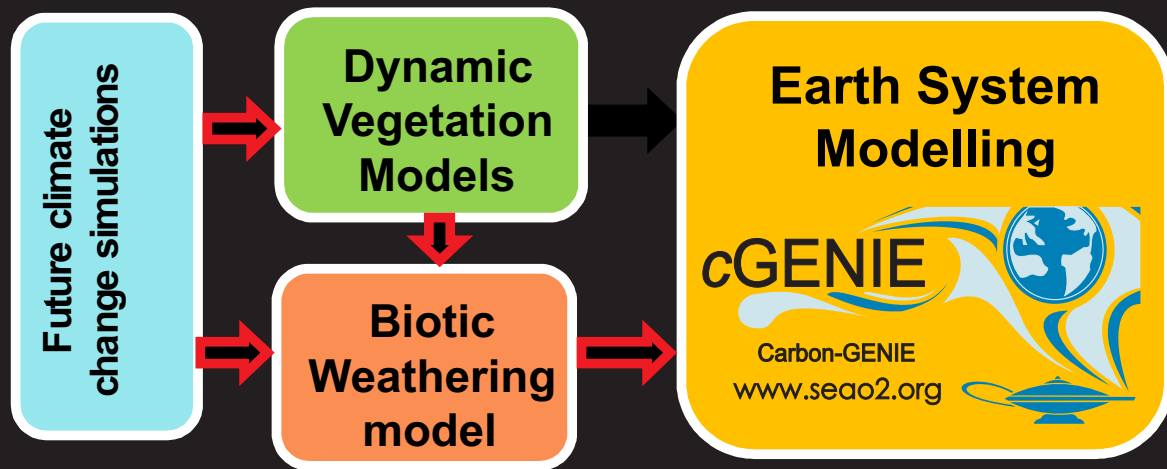 Future climate
change simulations
Dynamic
Vegetation
Models
Biotic
Weathering
model
Earth System
Modelling
cGENIE
Carbon-GENIE
www.seao2.org